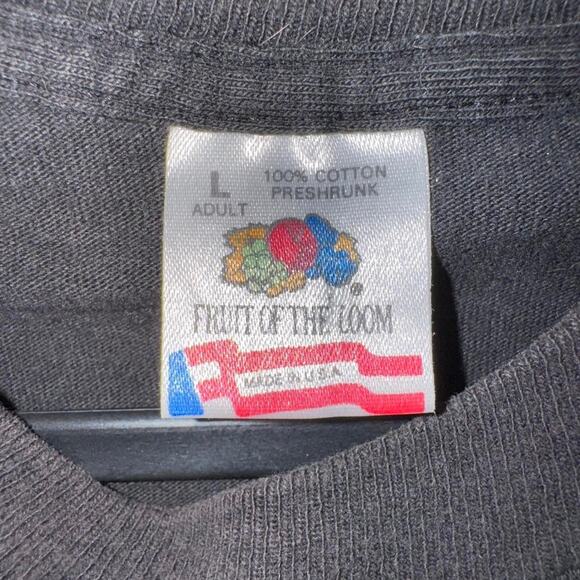 L 100% COTTON
ADULT PRESHRUNK
®
FRUIT OF THE LOOM
MADE IN U.S.A.